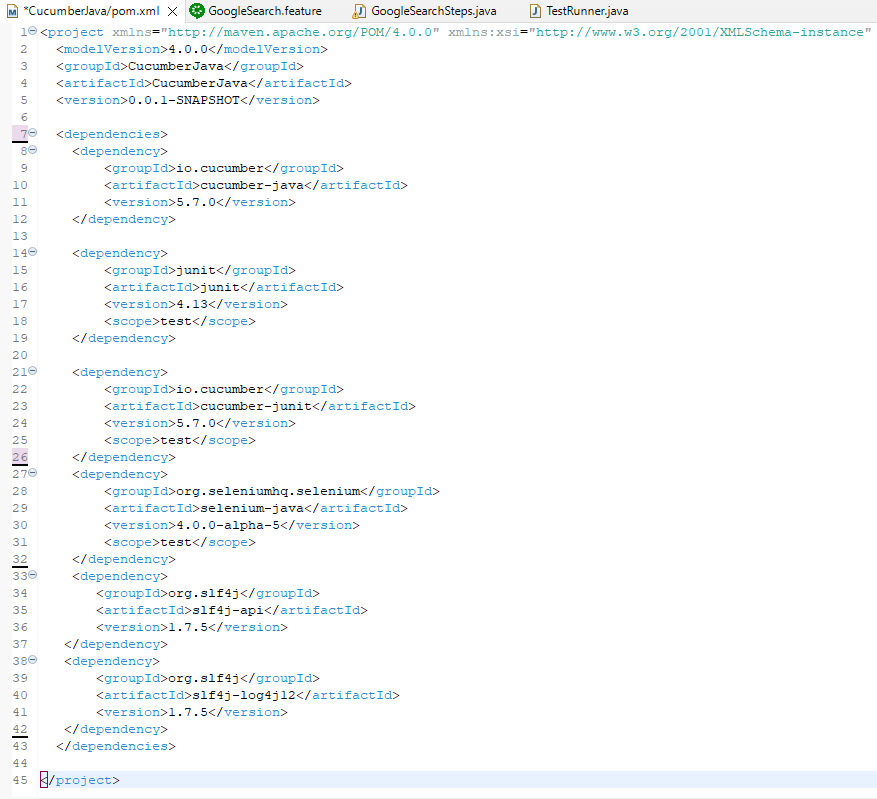 *CucumberJava/pom.xml GoogleSearch.feature GoogleSearchSteps.java TestRunner.java
1 <project xmlns="http://maven.apache.org/POM/4.0.0" xmlns:xsi="http://www.w3.org/2001/XMLSchema-instance"
2 <modelVersion>4.0.0</modelVersion>
3 <groupId>CucumberJava</groupId>
4 <artifactId>CucumberJava</artifactId>
5 <version>0.0.1-SNAPSHOT</version>
6
7 <dependencies>
8 <dependency>
9 <groupId>io.cucumber</groupId>
10 <artifactId>cucumber-java</artifactId>
11 <version>5.7.0</version>
12 </dependency>
13
14 <dependency>
15 <groupId>junit</groupId>
16 <artifactId>junit</artifactId>
17 <version>4.13</version>
18 <scope>test</scope>
19 </dependency>
20
21 <dependency>
22 <groupId>io.cucumber</groupId>
23 <artifactId>cucumber-junit</artifactId>
24 <version>5.7.0</version>
25 <scope>test</scope>
26 </dependency>
27 <dependency>
28 <groupId>org.seleniumhq.selenium</groupId>
29 <artifactId>selenium-java</artifactId>
30 <version>4.0.0-alpha-5</version>
31 <scope>test</scope>
32 </dependency>
33 <dependency>
34 <groupId>org.slf4j</groupId>
35 <artifactId>slf4j-api</artifactId>
36 <version>1.7.5</version>
37 </dependency>
38 <dependency>
39 <groupId>org.slf4j</groupId>
40 <artifactId>slf4j-log4j12</artifactId>
41 <version>1.7.5</version>
42 </dependency>
43 </dependencies>
44
45 </project>